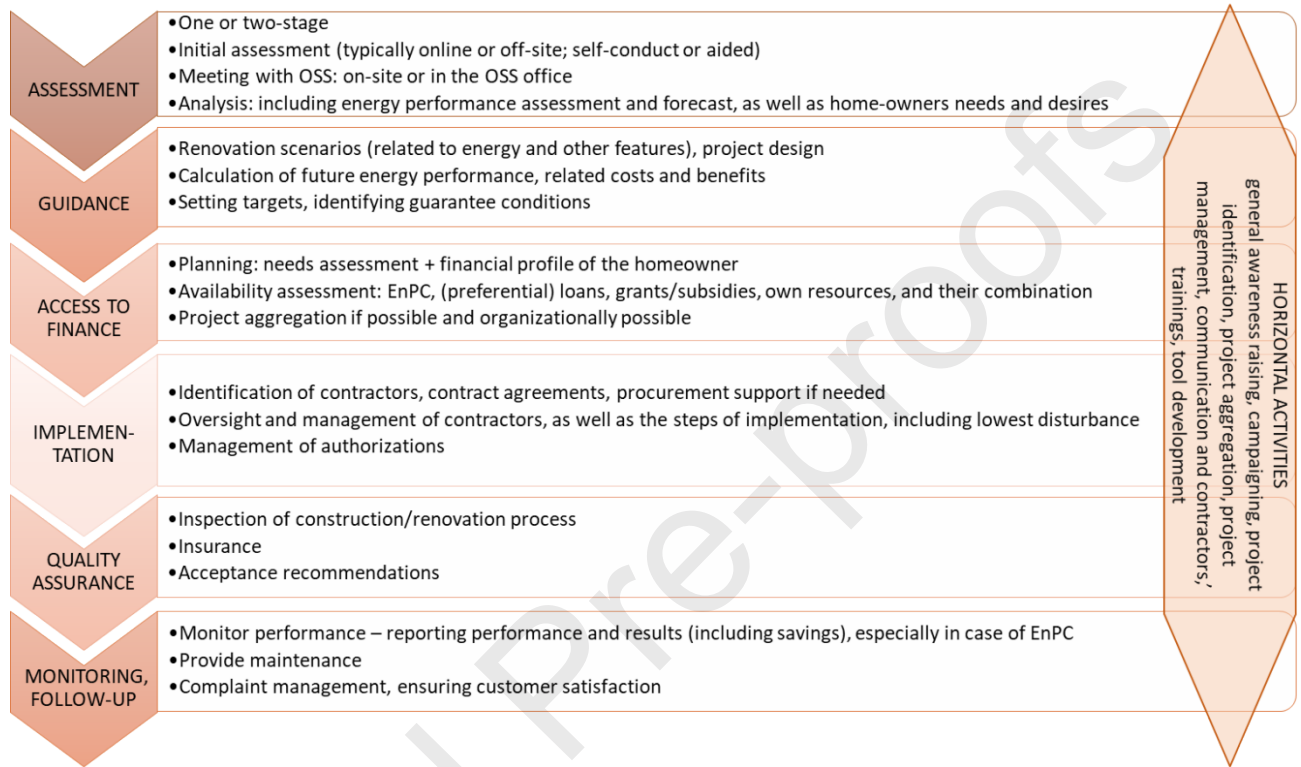 ASSESSMENT
•One or two-stage
•Initial assessment (typically online or off-site; self-conduct or aided)
•Meeting with OSS: on-site or in the OSS office
•Analysis: including energy performance assessment and forecast, as well as home-owners needs and desires
GUIDANCE
•Renovation scenarios (related to energy and other features), project design
•Calculation of future energy performance, related costs and benefits
•Setting targets, identifying guarantee conditions
ACCESS TO
FINANCE
•Planning: needs assessment + financial profile of the homeowner
•Availability assessment: EnPC, (preferential) loans, grants/subsidies, own resources, and their combination
•Project aggregation if possible and organizationally possible
IMPLEMEN-
TATION
•Identification of contractors, contract agreements, procurement support if needed
•Oversight and management of contractors, as well as the steps of implementation, including lowest disturbance
•Management of authorizations
QUALITY
ASSURANCE
•Inspection of construction/renovation process
•Insurance
•Acceptance recommendations
MONITORING,
FOLLOW-UP
•Monitor performance – reporting performance and results (including savings), especially in case of EnPC
•Provide maintenance
•Complaint management, ensuring customer satisfaction
HORIZONTAL ACTIVITIES
general awareness raising, campaigning, project
identification, project aggregation, project
management, communication and contractors,’
trainings, tool development
Pre-proofs